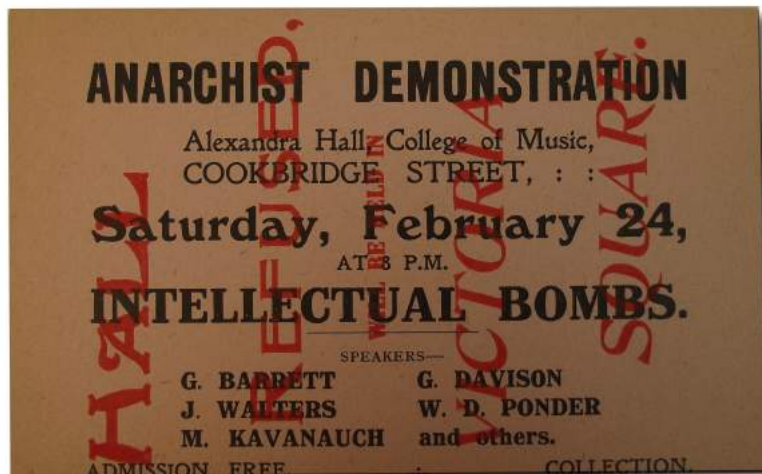 ANARCHIST DEMONSTRATION
Alexandra Hall, College of Music,
COOKBRIDGE STREET, : :
Saturday, February 24,
AT 8 P.M.
INTELLECTUAL BOMBS.
SPEAKERS—
G. BARRETT G. DAVISON
J. WALTERS W. D. PONDER
M. KAVANAUCH and others.
ADMISSION FREE. : COLLECTION.
HALL
REFUSED,
WILL BE HELD IN
VICTORIA
SQUARE.